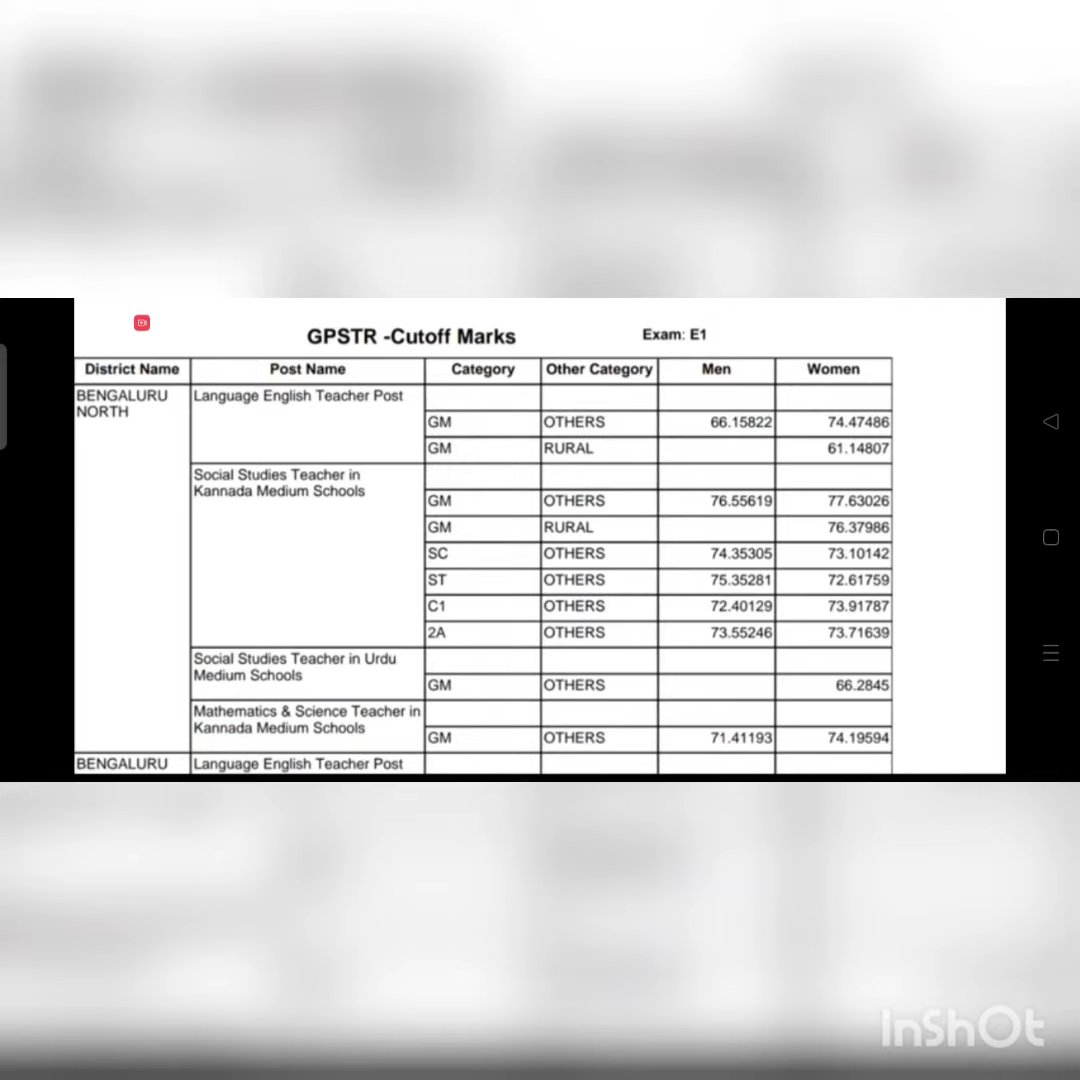 GPSTR -Cutoff Marks Exam: E1
District Name Post Name Category Other Category Men Women
BENGALURU NORTH Language English Teacher Post
GM OTHERS 66.15822 74.47486
GM RURAL 61.14807
Social Studies Teacher in
Kannada Medium Schools
GM OTHERS 76.55619 77.63026
GM RURAL 76.37986
SC OTHERS 74.35305 73.10142
ST OTHERS 75.35281 72.61759
C1 OTHERS 72.40129 73.91787
2A OTHERS 73.55246 73.71639
Social Studies Teacher in Urdu
Medium Schools
GM OTHERS 66.2845
Mathematics & Science Teacher in
Kannada Medium Schools
GM OTHERS 71.41193 74.19594
BENGALURU Language English Teacher Post
InShOt